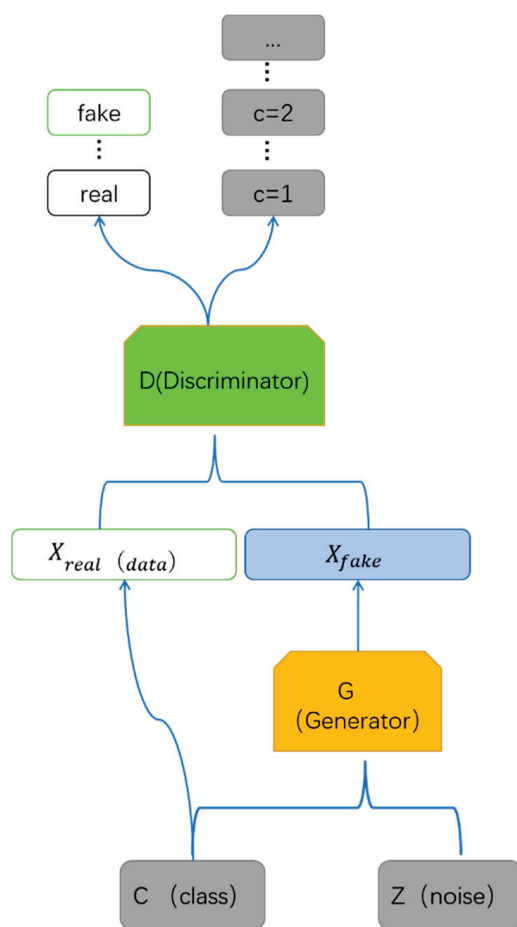 ...
fake
c=2
real
c=1
D(Discriminator)
X_real (data)
X_fake
G
(Generator)
C (class)
Z (noise)